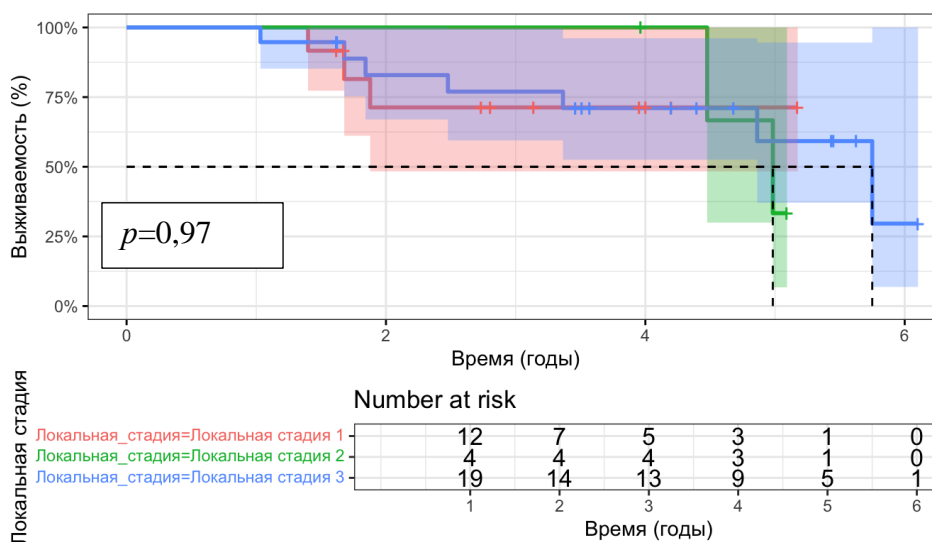 100%
75%
50%
25%
0%
Выживаемость (%)
p=0,97
0 2 4 6
Время (годы)
Number at risk
Локальная стадия
Локальная_стадия=Локальная стадия 1 12 7 5 3 1 0
Локальная_стадия=Локальная стадия 2 4 4 4 3 1 0
Локальная_стадия=Локальная стадия 3 19 14 13 9 5 1
1 2 3 4 5 6
Время (годы)